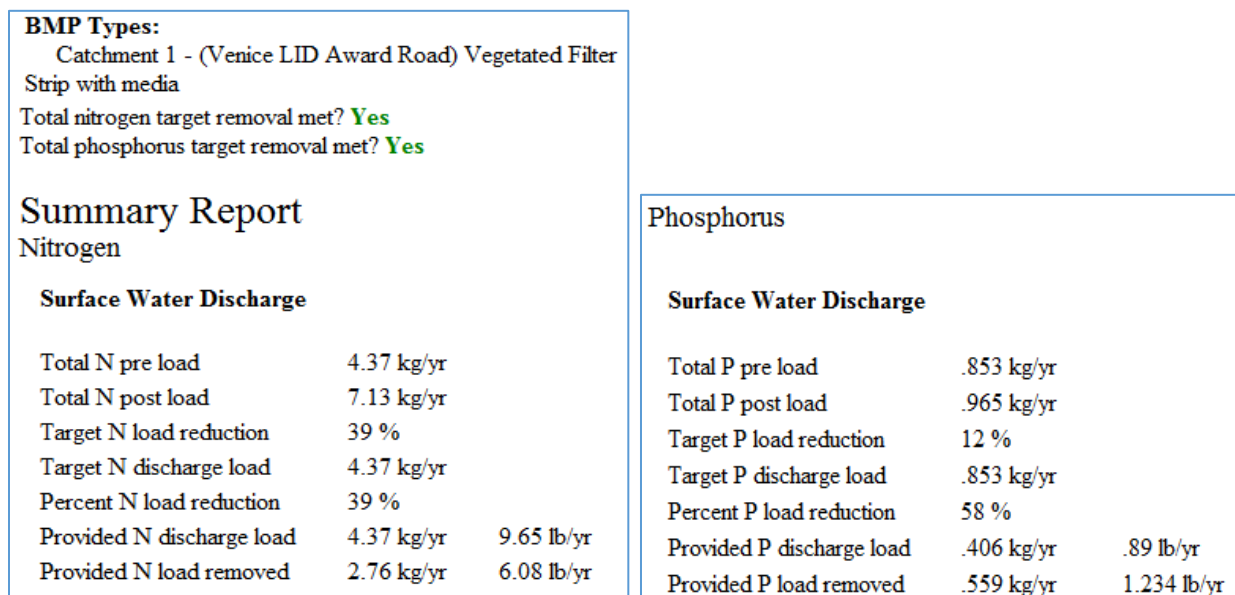 BMP Types:
Catchment 1 - (Venice LID Award Road) Vegetated Filter
Strip with media
Total nitrogen target removal met? Yes
Total phosphorus target removal met? Yes
Summary Report
Nitrogen
Surface Water Discharge
Total N pre load 4.37 kg/yr
Total N post load 7.13 kg/yr
Target N load reduction 39 %
Target N discharge load 4.37 kg/yr
Percent N load reduction 39 %
Provided N discharge load 4.37 kg/yr 9.65 lb/yr
Provided N load removed 2.76 kg/yr 6.08 lb/yr
Phosphorus
Surface Water Discharge
Total P pre load .853 kg/yr
Total P post load .965 kg/yr
Target P load reduction 12 %
Target P discharge load .853 kg/yr
Percent P load reduction 58 %
Provided P discharge load .406 kg/yr .89 lb/yr
Provided P load removed .559 kg/yr 1.234 lb/yr